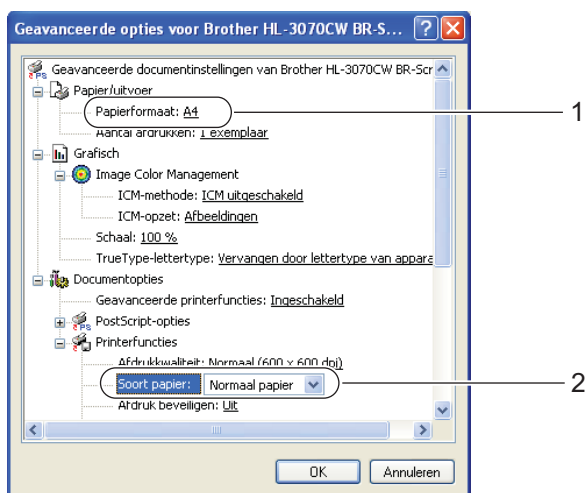 Geavanceerde opties voor Brother HL-3070CW BR-S...
Geavanceerde documentinstellingen van Brother HL-3070CW BR-Scr
Papier/uitvoer
Papierformaat: A4
1
Aantal afdrukken: 1 exemplaar
Grafisch
Image Color Management
ICM-methode: ICM uitgeschakeld
ICM-opzet: Afbeeldingen
Schaal: 100 %
TrueType-lettertype: Vervangen door lettertype van appara
Documentopties
Geavanceerde printerfuncties: Ingeschakeld
PostScript-opties
Printerfuncties
Afdrukkwaliteit: Normaal (600 x 600 dpi)
Soort papier: Normaal papier
2
Afdruk beveiligen: Uit
OK
Annuleren